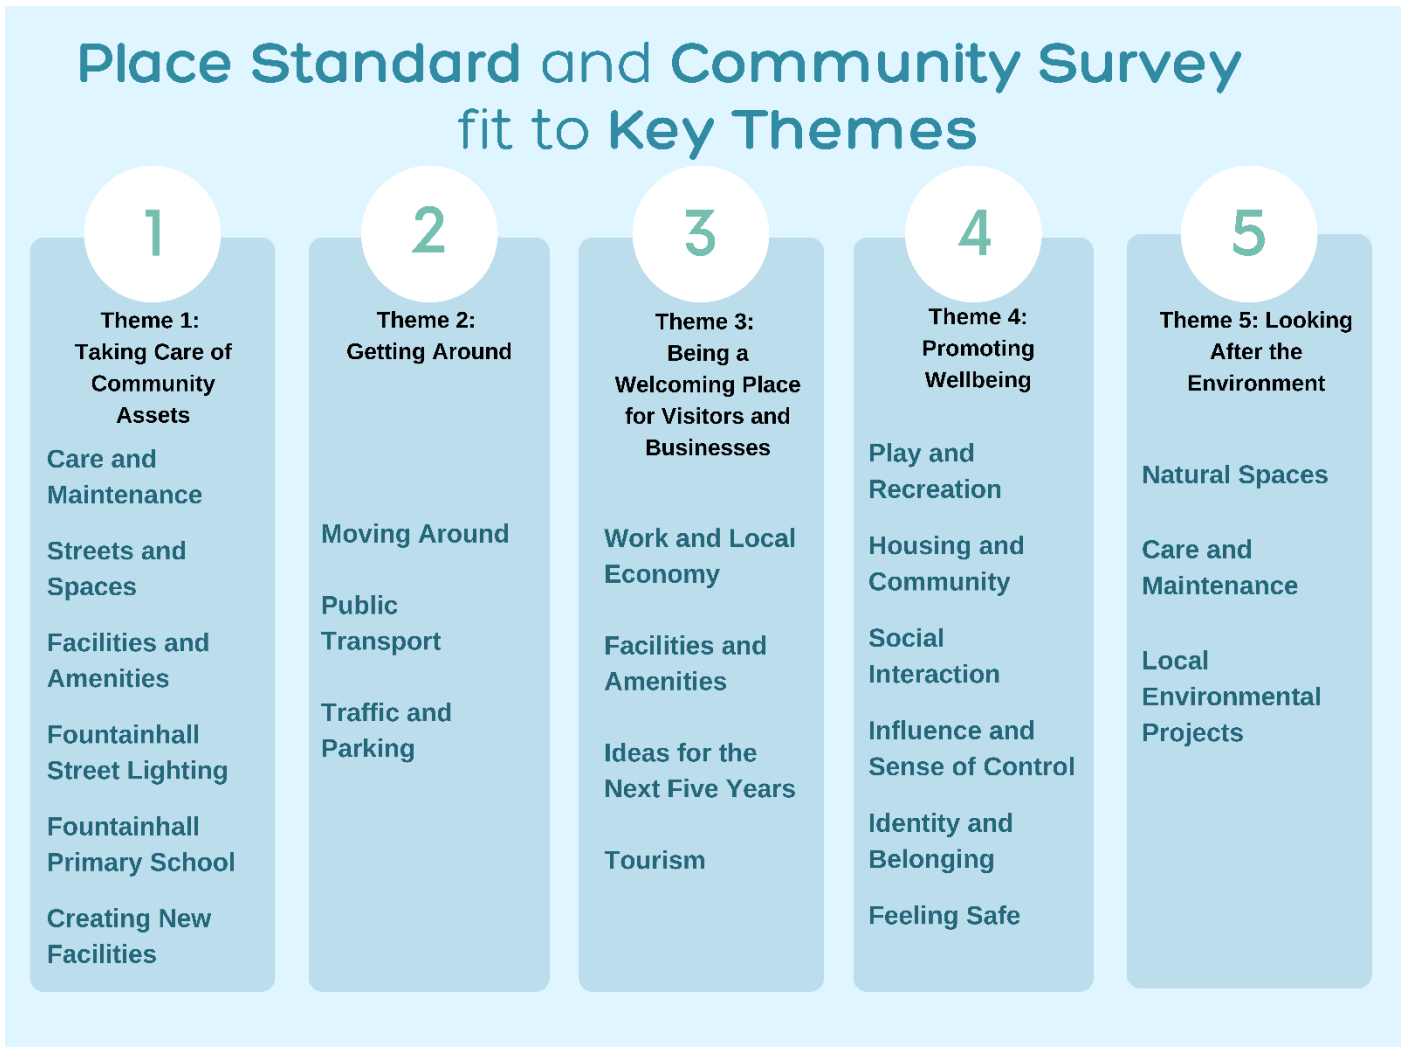 Place Standard and Community Survey
fit to Key Themes
1
Theme 1:
Taking Care of
Community
Assets
Care and
Maintenance
Streets and
Spaces
Facilities and
Amenities
Fountainhall
Street Lighting
Fountainhall
Primary School
Creating New
Facilities
2
Theme 2:
Getting Around
Moving Around
Public
Transport
Traffic and
Parking
3
Theme 3:
Being a
Welcoming Place
for Visitors and
Businesses
Work and Local
Economy
Facilities and
Amenities
Ideas for the
Next Five Years
Tourism
4
Theme 4:
Promoting
Wellbeing
Play and
Recreation
Housing and
Community
Social
Interaction
Influence and
Sense of Control
Identity and
Belonging
Feeling Safe
5
Theme 5: Looking
After the
Environment
Natural Spaces
Care and
Maintenance
Local
Environmental
Projects